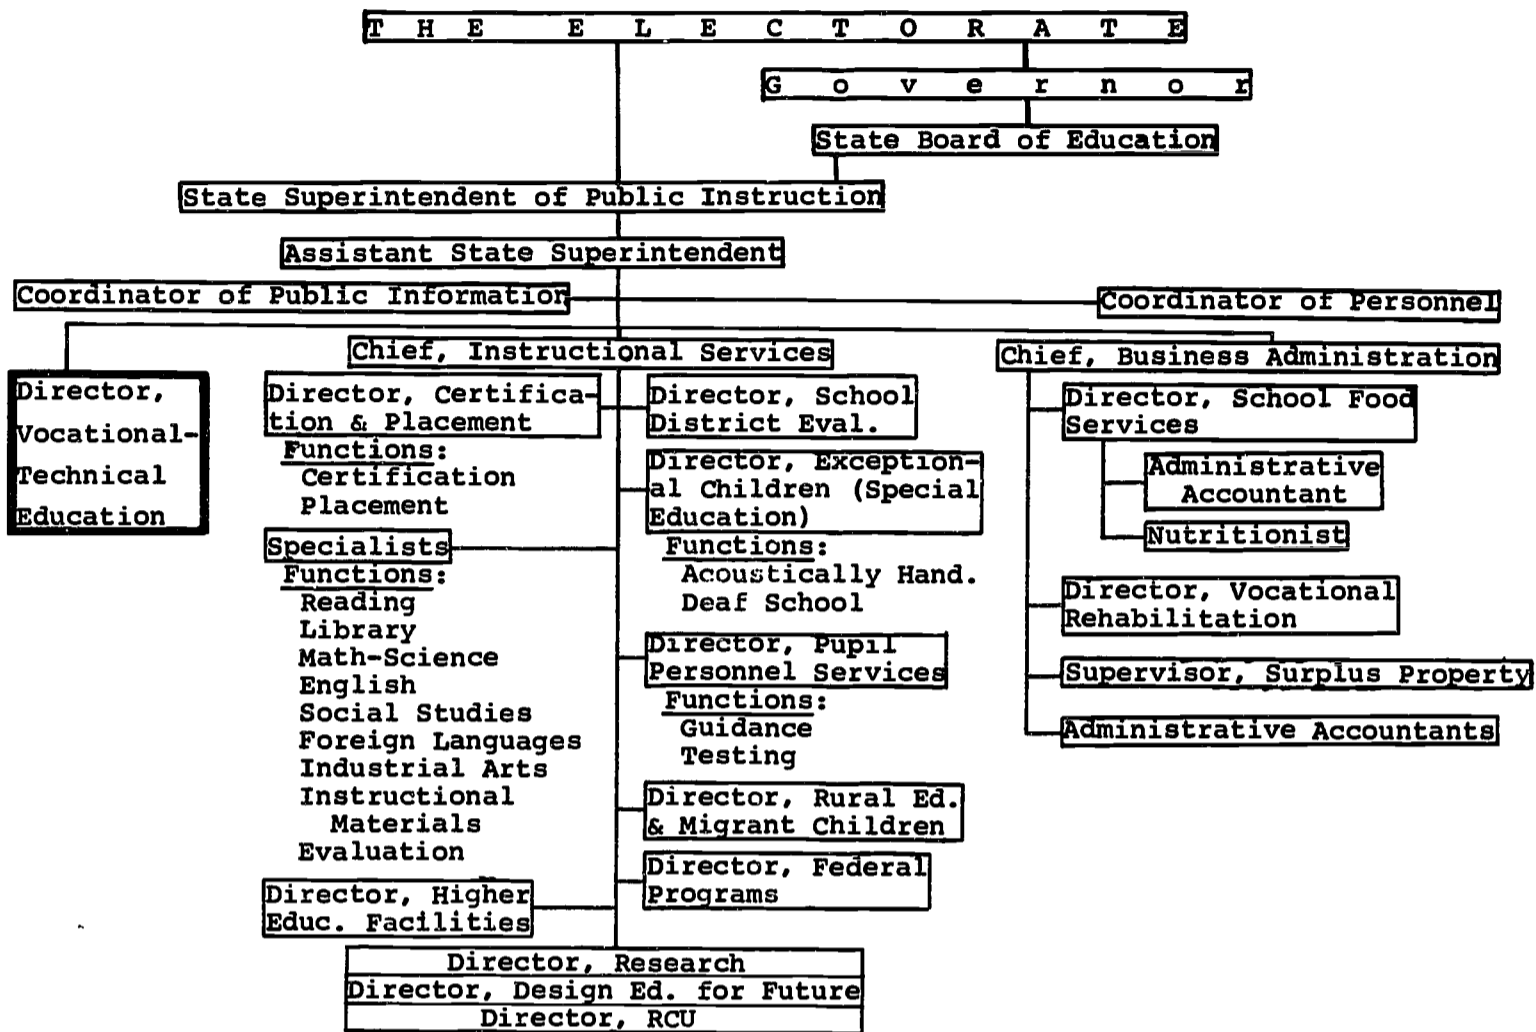 THE ELECTORATE
Governor
State Board of Education
State Superintendent of Public Instruction
Assistant State Superintendent
Coordinator of Public Information
Coordinator of Personnel
Chief, Instructional Services
Chief, Business Administration
Director,
Vocational-
Technical
Education
Director, Certifica-
tion & Placement
Functions:
Certification
Placement
Specialists
Functions:
Reading
Library
Math-Science
English
Social Studies
Foreign Languages
Industrial Arts
Instructional
Materials
Evaluation
Director, Higher
Educ. Facilities
Director, School
District Eval.
Director, Exception-
al Children (Special
Education)
Functions:
Acoustically Hand.
Deaf School
Director, Pupil
Personnel Services
Functions:
Guidance
Testing
Director, Rural Ed.
& Migrant Children
Director, Federal
Programs
Director, Research
Director, Design Ed. for Future
Director, RCU
Director, School Food
Services
Administrative
Accountant
Nutritionist
Director, Vocational
Rehabilitation
Supervisor, Surplus Property
Administrative Accountants